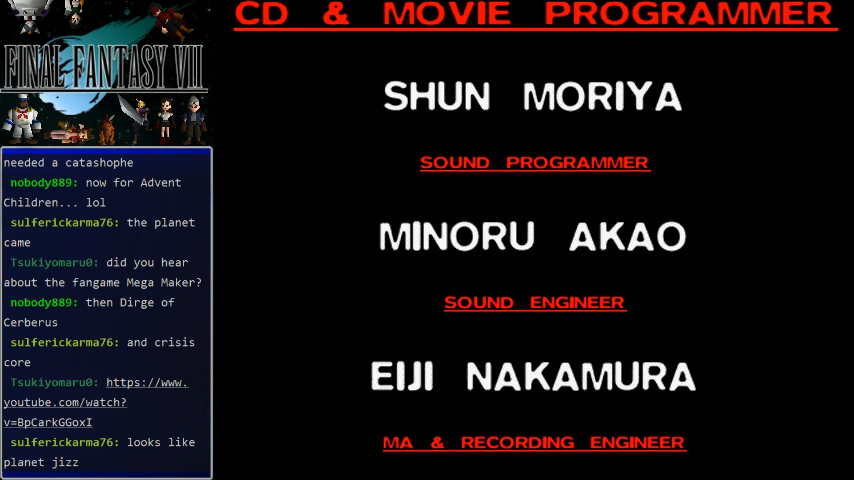 FINAL FANTASY VII
needed a catashophe
nobody889: now for Advent
Children... lol
sulferickarma76: the planet
came
Tsukiyomaru0: did you hear
about the fangame Mega Maker?
nobody889: then Dirge of
Cerberus
sulferickarma76: and crisis
core
Tsukiyomaru0: https://www.
youtube.com/watch?
v=BpCarkGGoxI
sulferickarma76: looks like
planet jizz
CD & MOVIE PROGRAMMER
SHUN MORIYA
SOUND PROGRAMMER
MINORU AKAO
SOUND ENGINEER
EIJI NAKAMURA
MA & RECORDING ENGINEER